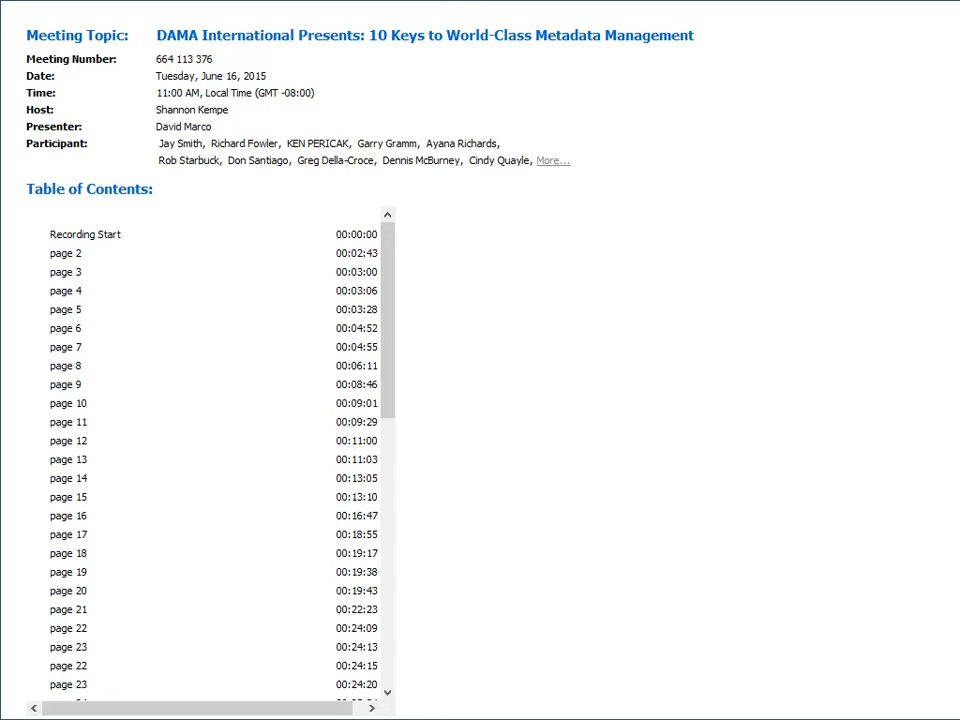 Meeting Topic: DAMA International Presents: 10 Keys to World-Class Metadata Management
Meeting Number: 664 113 376
Date: Tuesday, June 16, 2015
Time: 11:00 AM, Local Time (GMT -08:00)
Host: Shannon Kempe
Presenter: David Marco
Participant: Jay Smith, Richard Fowler, KEN PERICAK, Garry Gramm, Ayana Richards,
Rob Starbuck, Don Santiago, Greg Della-Croce, Dennis McBurney, Cindy Quayle, More...
Table of Contents:
Recording Start 00:00:00
page 2 00:02:43
page 3 00:03:00
page 4 00:03:06
page 5 00:03:28
page 6 00:04:52
page 7 00:04:55
page 8 00:06:11
page 9 00:08:46
page 10 00:09:01
page 11 00:09:29
page 12 00:11:00
page 13 00:11:03
page 14 00:13:05
page 15 00:13:10
page 16 00:16:47
page 17 00:18:55
page 18 00:19:17
page 19 00:19:38
page 20 00:19:43
page 21 00:22:23
page 22 00:24:09
page 23 00:24:13
page 22 00:24:15
page 23 00:24:20